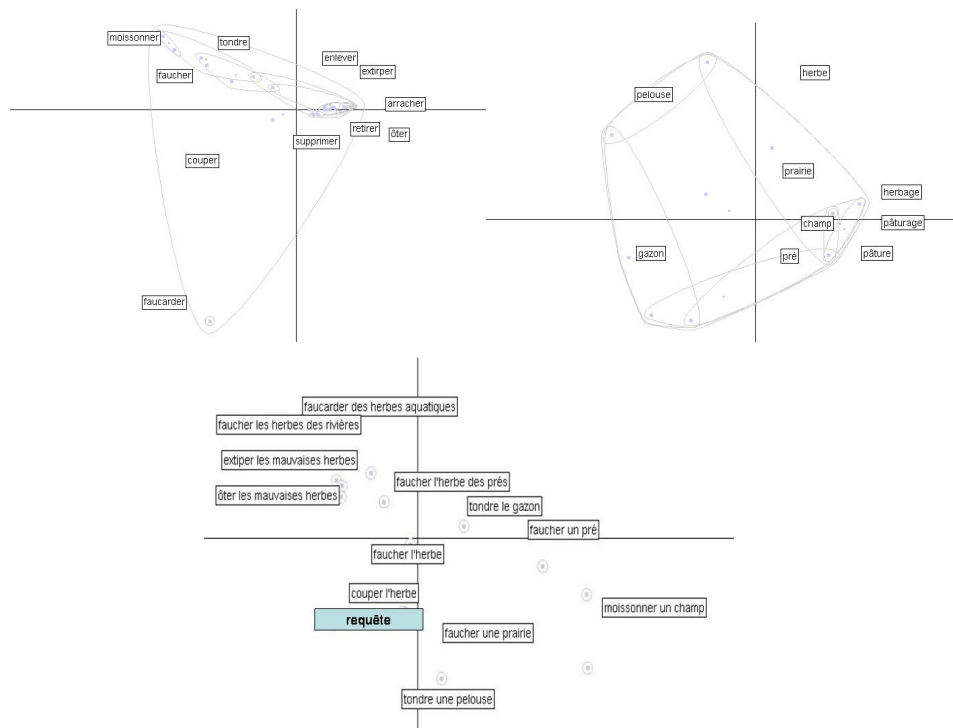 moissonner
tondre
enlever
extirper
faucher
arracher
retirer
ôter
supprimer
couper
faucarder
herbe
pelouse
prairie
herbage
champ
pâturage
gazon
pré
pâture
faucarder des herbes aquatiques
faucher les herbes des rivières
extiper les mauvaises herbes
faucher l'herbe des prés
ôter les mauvaises herbes
tondre le gazon
faucher un pré
faucher l'herbe
couper l'herbe
moissonner un champ
requête
faucher une prairie
tondre une pelouse